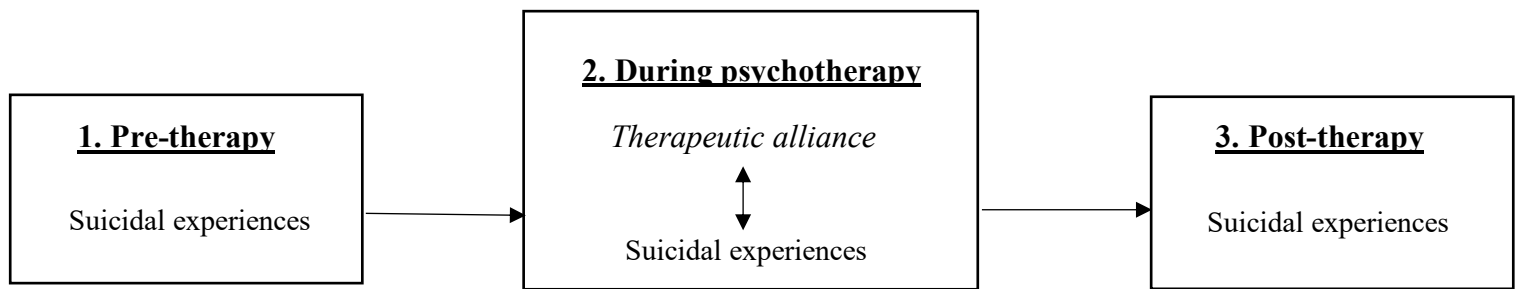 1. Pre-therapy
Suicidal experiences
2. During psychotherapy
Therapeutic alliance
Suicidal experiences
3. Post-therapy
Suicidal experiences